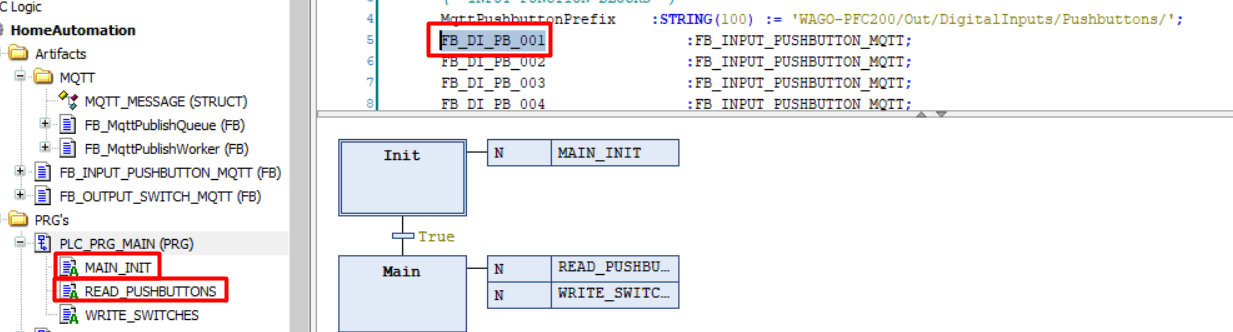 C Logic
HomeAutomation
Artifacts
MQTT
MQTT_MESSAGE (STRUCT)
FB_MqttPublishQueue (FB)
FB_MqttPublishWorker (FB)
FB_INPUT_PUSHBUTTON_MQTT (FB)
FB_OUTPUT_SWITCH_MQTT (FB)
PRG's
PLC_PRG_MAIN (PRG)
MAIN_INIT
READ_PUSHBUTTONS
WRITE_SWITCHES
4 MqttPushbuttonPrefix :STRING(100) := 'WAGO-PFC200/Out/DigitalInputs/Pushbuttons/';
5 FB_DI_PB_001 :FB_INPUT_PUSHBUTTON_MQTT;
6 FB_DI_PB_002 :FB_INPUT_PUSHBUTTON_MQTT;
7 FB_DI_PB_003 :FB_INPUT_PUSHBUTTON_MQTT;
8 FB_DI_PB_004 :FB_INPUT_PUSHBUTTON_MQTT;
Init N MAIN_INIT
True
Main N READ_PUSHBU...
N WRITE_SWITC...